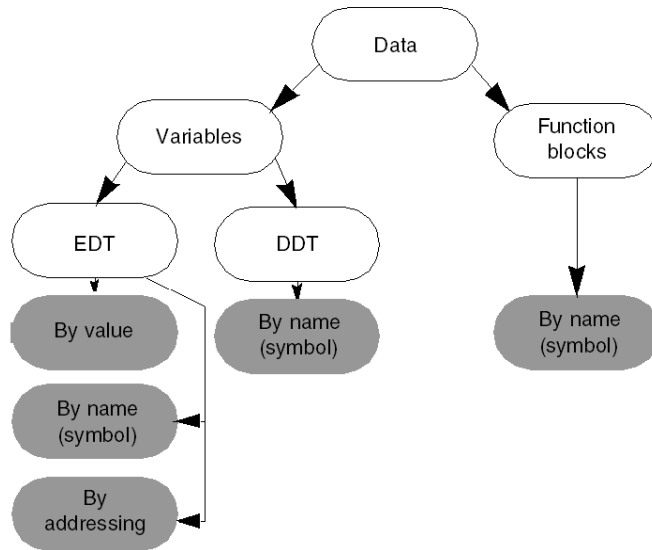 Data
Variables
Function
blocks
EDT
DDT
By value
By name
(symbol)
By name
(symbol)
By name
(symbol)
By
addressing